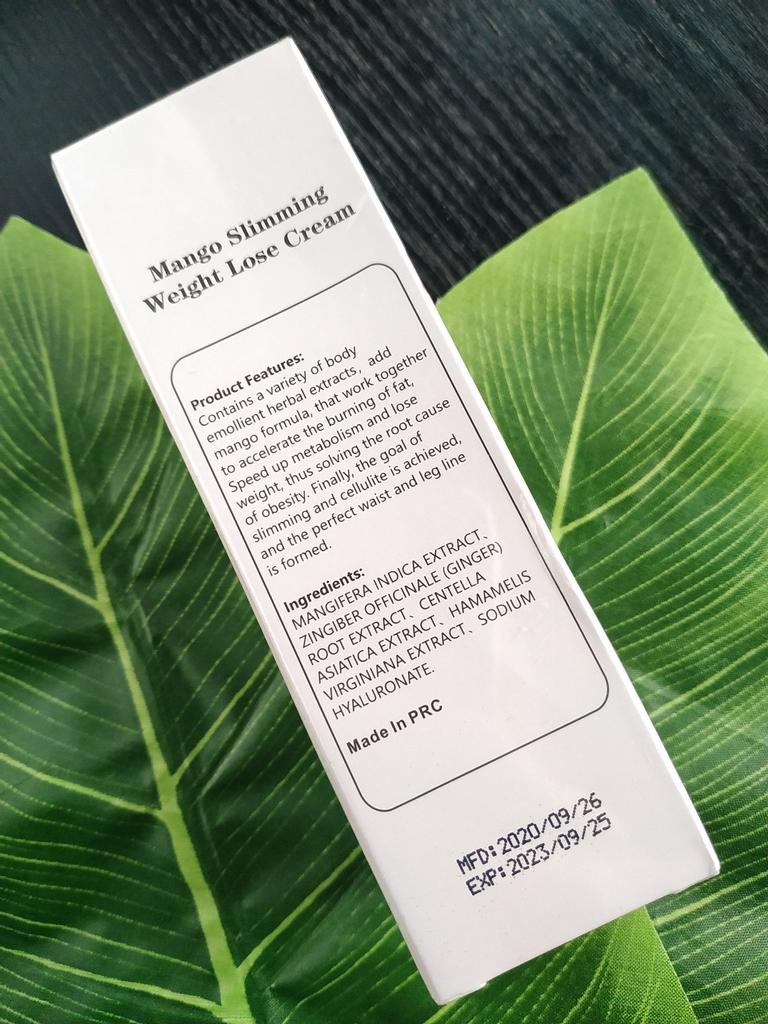 Mango Slimming
Weight Lose Cream
Product Features:
Contains a variety of body
emollient herbal extracts, add
mango formula, that work together
to accelerate the burning of fat,
Speed up metabolism and lose
weight, thus solving the root cause
of obesity. Finally, the goal of
slimming and cellulite is achieved,
and the perfect waist and leg line
is formed.
Ingredients:
MANGIFERA INDICA EXTRACT、
ZINGIBER OFFICINALE (GINGER)
ROOT EXTRACT、CENTELLA
ASIATICA EXTRACT、HAMAMELIS
VIRGINIANA EXTRACT、SODIUM
HYALURONATE.
Made In PRC
MFD:2020/09/26
EXP:2023/09/25